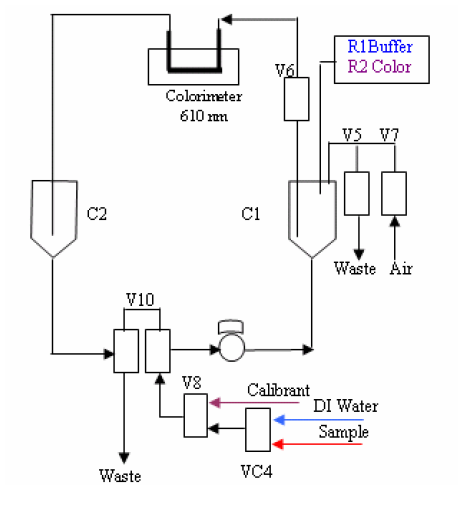 R1Buffer
R2 Color
V6
Colorimeter
610 nm
V5 V7
C2
C1
Waste Air
V10
V8
Calibrant
DI Water
Sample
VC4
Waste